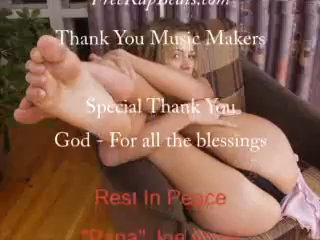 FreeRapBeats.com
Thank You Music Makers
Special Thank You
God - For all the blessings
Rest In Peace
"Papa"